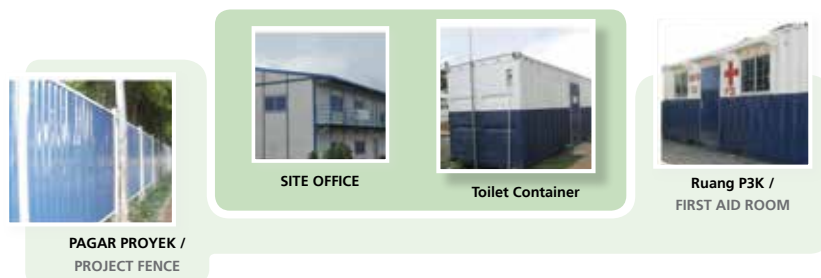 PAGAR PROYEK /
PROJECT FENCE
SITE OFFICE
Toilet Container
Ruang P3K /
FIRST AID ROOM